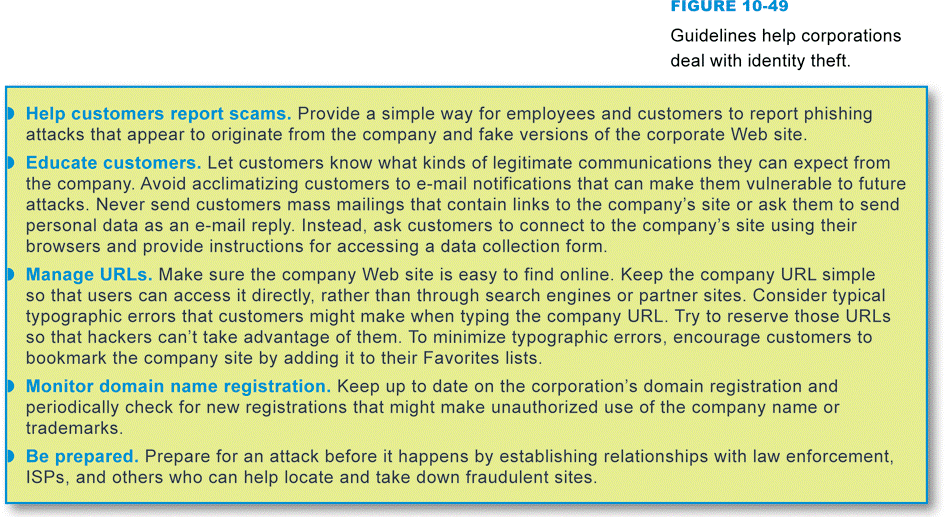 FIGURE 10-49
Guidelines help corporations
deal with identity theft.
Help customers report scams. Provide a simple way for employees and customers to report phishing
attacks that appear to originate from the company and fake versions of the corporate Web site.
Educate customers. Let customers know what kinds of legitimate communications they can expect from
the company. Avoid acclimatizing customers to e-mail notifications that can make them vulnerable to future
attacks. Never send customers mass mailings that contain links to the company's site or ask them to send
personal data as an e-mail reply. Instead, ask customers to connect to the company's site using their
browsers and provide instructions for accessing a data collection form.
Manage URLs. Make sure the company Web site is easy to find online. Keep the company URL simple
so that users can access it directly, rather than through search engines or partner sites. Consider typical
typographic errors that customers might make when typing the company URL. Try to reserve those URLs
so that hackers can't take advantage of them. To minimize typographic errors, encourage customers to
bookmark the company site by adding it to their Favorites lists.
Monitor domain name registration. Keep up to date on the corporation's domain registration and
periodically check for new registrations that might make unauthorized use of the company name or
trademarks.
Be prepared. Prepare for an attack before it happens by establishing relationships with law enforcement,
ISPs, and others who can help locate and take down fraudulent sites.